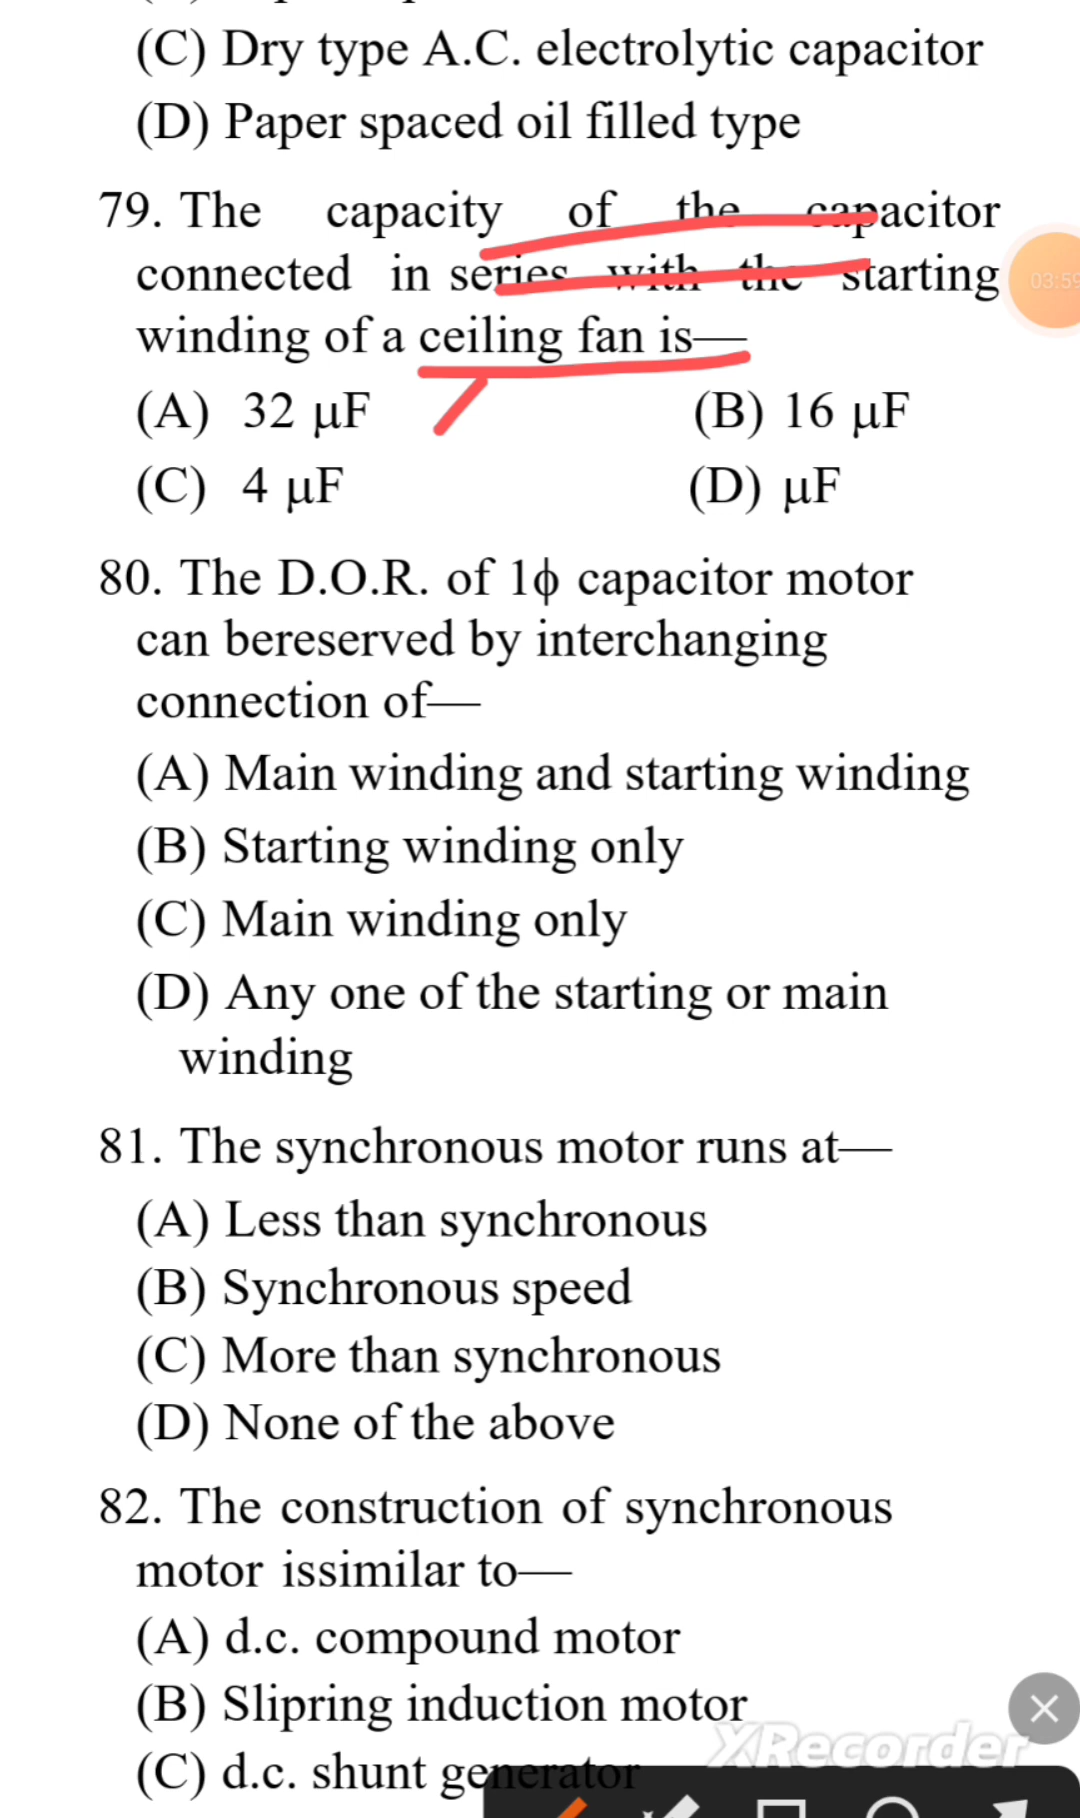 (C) Dry type A.C. electrolytic capacitor
(D) Paper spaced oil filled type
79. The capacity of the capacitor
connected in series with the starting
03:59
winding of a ceiling fan is—
(A) 32 μF (B) 16 μF
(C) 4 μF (D) μF
80. The D.O.R. of 1ϕ capacitor motor
can bereserved by interchanging
connection of—
(A) Main winding and starting winding
(B) Starting winding only
(C) Main winding only
(D) Any one of the starting or main
winding
81. The synchronous motor runs at—
(A) Less than synchronous
(B) Synchronous speed
(C) More than synchronous
(D) None of the above
82. The construction of synchronous
motor issimilar to—
(A) d.c. compound motor
(B) Slipring induction motor
XRecorder
(C) d.c. shunt generator